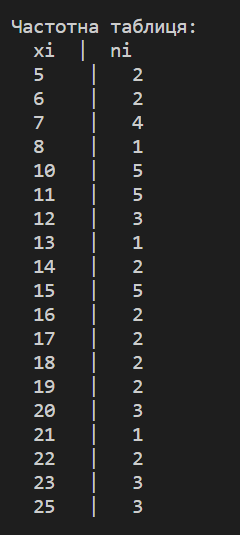 Частотна таблиця:
xi | ni
5 | 2
6 | 2
7 | 4
8 | 1
10 | 5
11 | 5
12 | 3
13 | 1
14 | 2
15 | 5
16 | 2
17 | 2
18 | 2
19 | 2
20 | 3
21 | 1
22 | 2
23 | 3
25 | 3